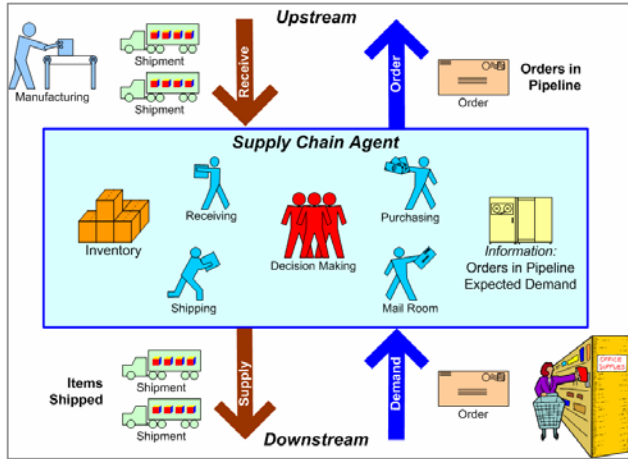 Upstream
Manufacturing
Shipment
Shipment
Receive
Order
Order
Orders in
Pipeline
Supply Chain Agent
Inventory
Receiving
Shipping
Decision Making
Purchasing
Mail Room
Information:
Orders in Pipeline
Expected Demand
Items
Shipped
Shipment
Shipment
Supply
Demand
Order
OFFICE
SUPPLIES
Downstream